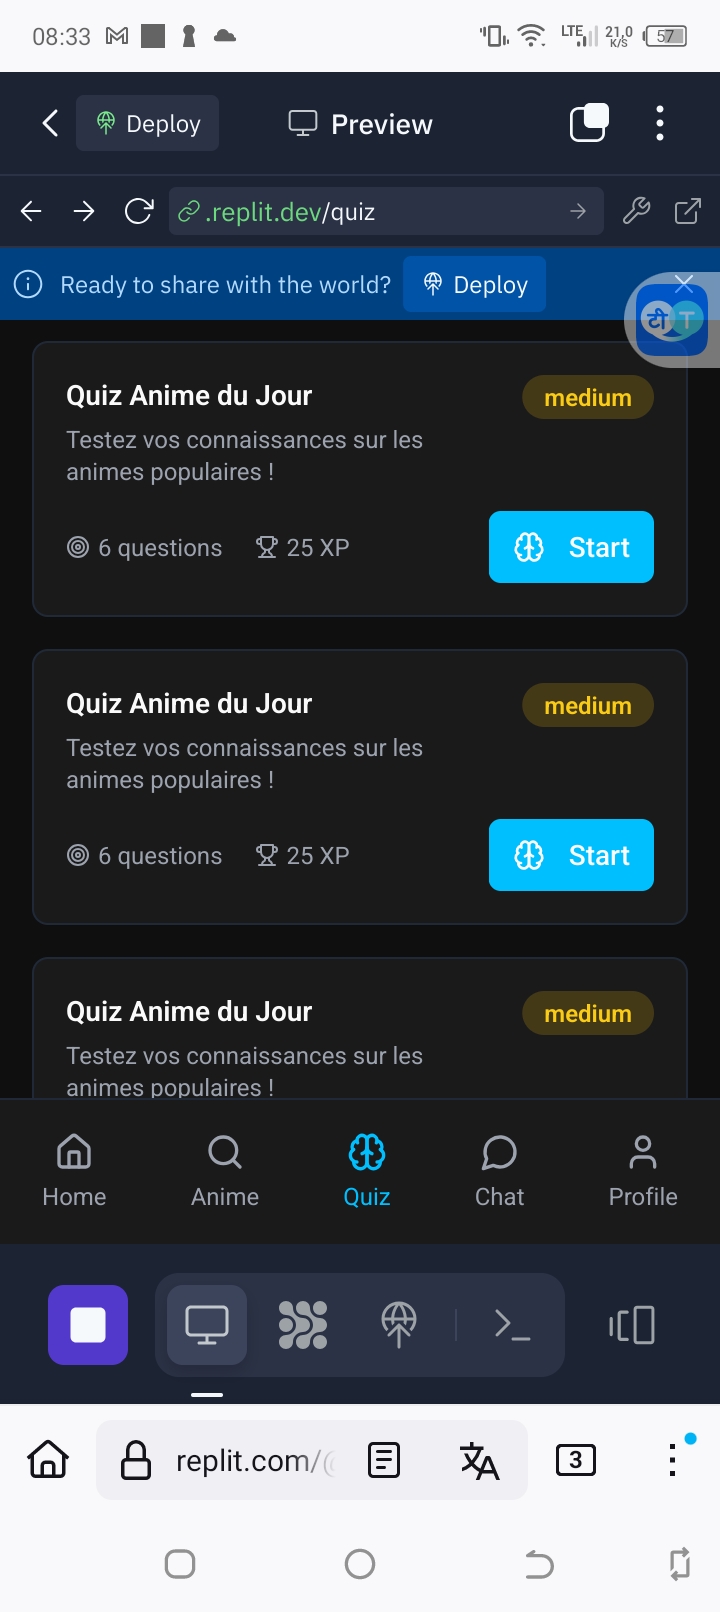 08:33
LTE 21,0 K/S 57
Deploy Preview
.replit.dev/quiz
Ready to share with the world? Deploy
टी T
Quiz Anime du Jour medium
Testez vos connaissances sur les
animes populaires !
6 questions 25 XP Start
Quiz Anime du Jour medium
Testez vos connaissances sur les
animes populaires !
6 questions 25 XP Start
Quiz Anime du Jour medium
Testez vos connaissances sur les
animes populaires !
Home Anime Quiz Chat Profile
replit.com/(
3